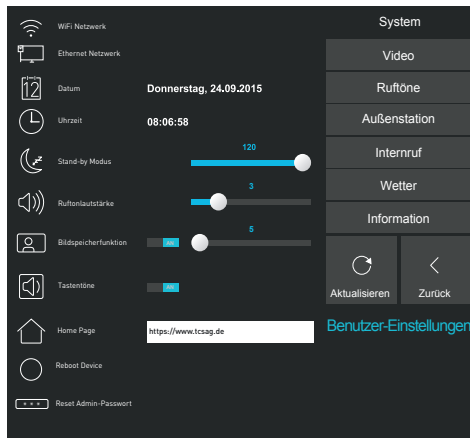 WiFi Netzwerk
Ethernet Netzwerk
12
Datum
Donnerstag, 24.09.2015
Uhrzeit
08:06:58
Stand-by Modus
120
Ruftonlautstärke
3
Bildspeicherfunktion
AN
5
Tastentöne
AN
Home Page
https://www.tcsag.de
Reboot Device
Reset Admin-Passwort
System
Video
Ruftöne
Außenstation
Internruf
Wetter
Information
Aktualisieren
Zurück
Benutzer-Einstellungen